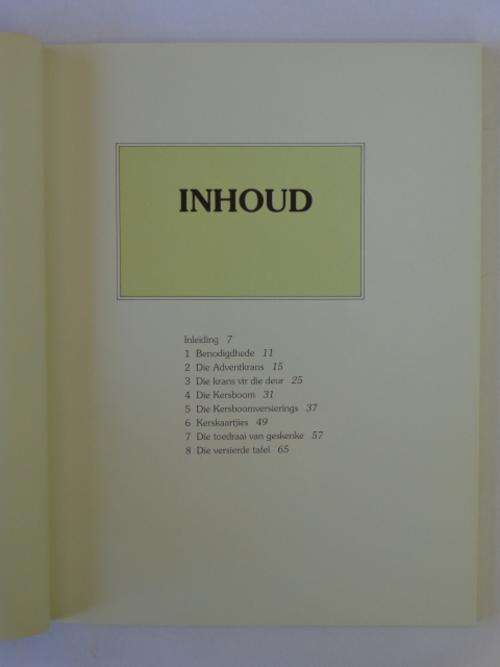 INHOUD
Inleiding 7
1 Benodigdhede 11
2 Die Adventkrans 15
3 Die krans vir die deur 25
4 Die Kersboom 31
5 Die Kersboomversierings 37
6 Kerskaartjies 49
7 Die toedraai van geskenke 57
8 Die versierde tafel 65